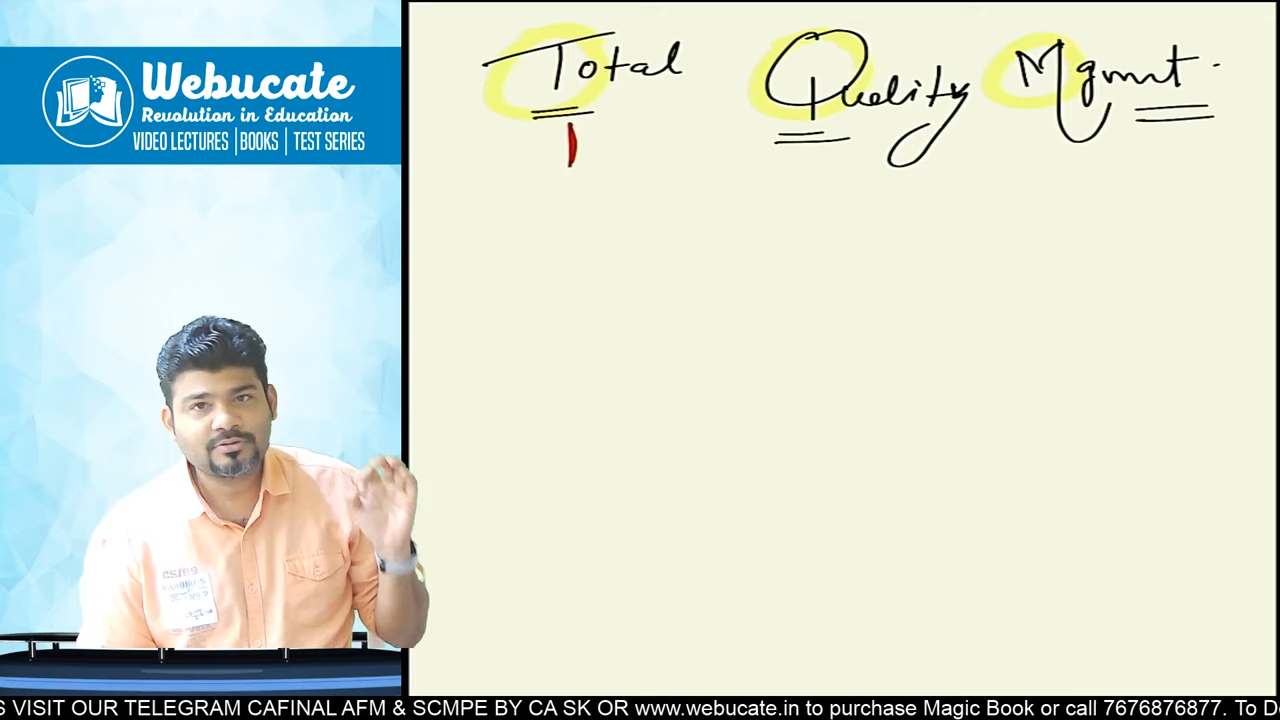 Webucate
Revolution in Education
VIDEO LECTURES | BOOKS | TEST SERIES
Total Quality Mgmnt.
S VISIT OUR TELEGRAM CAFINAL AFM & SCMPE BY CA SK OR www.webucate.in to purchase Magic Book or call 7676876877. To D